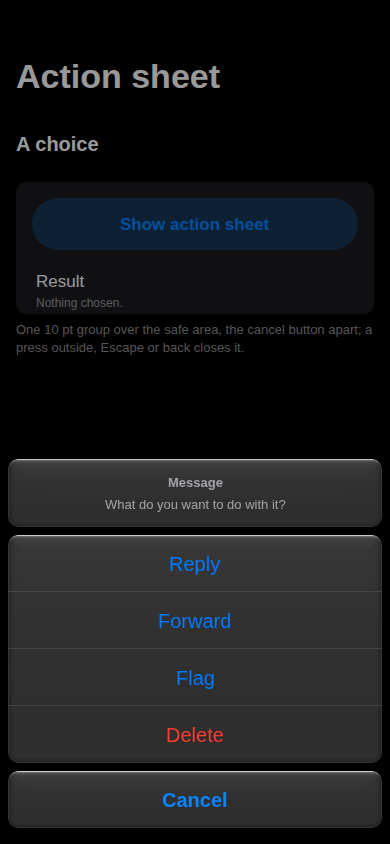 Action sheet
A choice
Show action sheet
Result
Nothing chosen.
One 10 pt group over the safe area, the cancel button apart; a
press outside, Escape or back closes it.
Message
What do you want to do with it?
Reply
Forward
Flag
Delete
Cancel